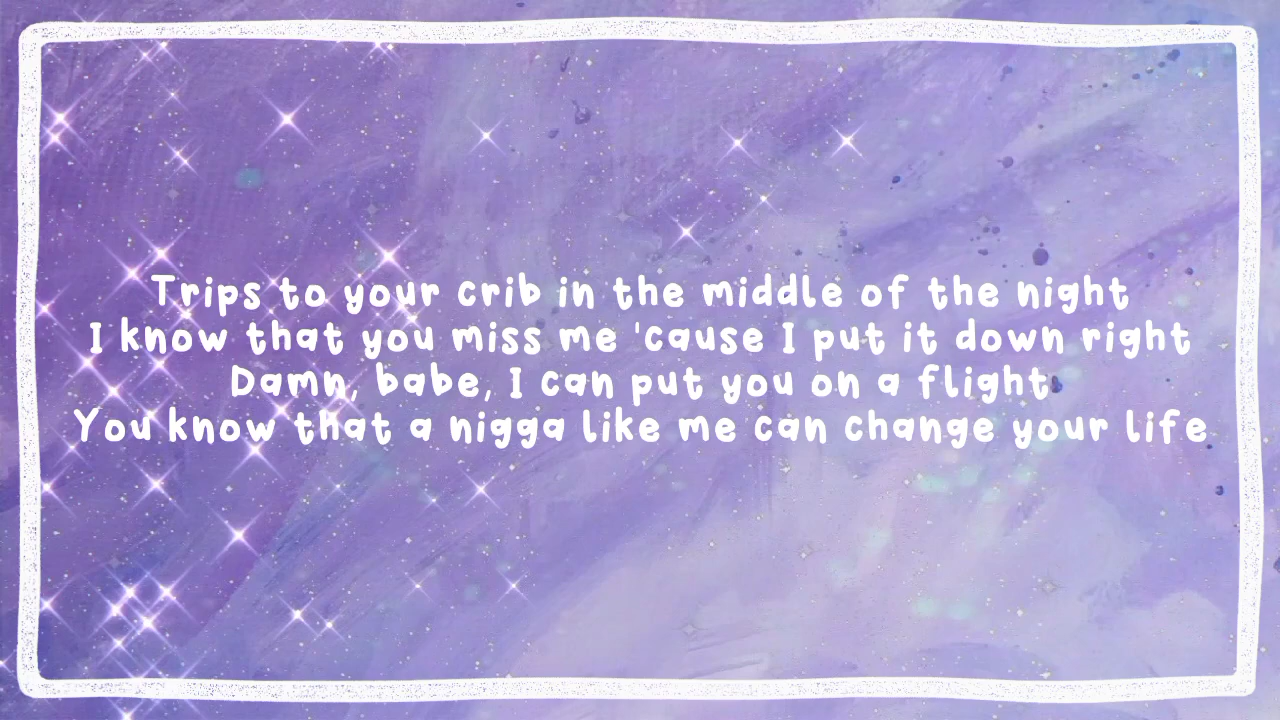 Trips to your crib in the middle of the night
I know that you miss me 'cause I put it down right
Damn, babe, I can put you on a flight
You know that a nigga like me can change your life